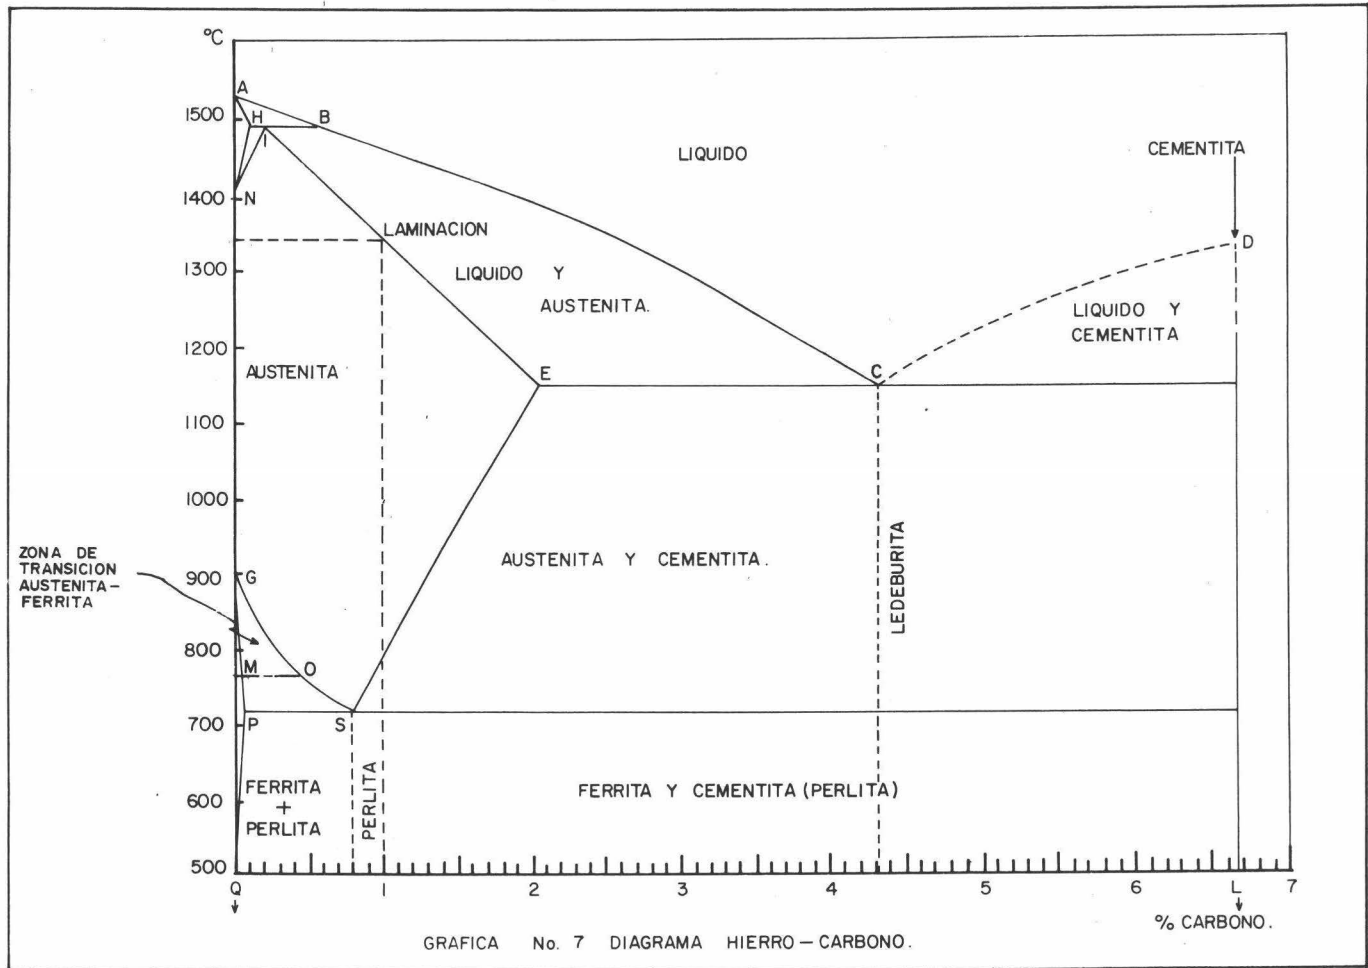 °C
A
1500
H
B
I
LIQUIDO
CEMENTITA
1400
N
LAMINACION
D
1300
LIQUIDO Y
AUSTENITA.
LIQUIDO Y
CEMENTITA
1200
AUSTENITA
E
C
1100
1000
ZONA DE
TRANSICION
AUSTENITA-
FERRITA
900
G
AUSTENITA Y CEMENTITA.
LEDEBURITA
800
M
O
700
P
S
FERRITA
+
PERLITA
PERLITA
FERRITA Y CEMENTITA (PERLITA)
600
500
Q 1 2 3 4 5 6 L 7
% CARBONO.
GRAFICA No. 7 DIAGRAMA HIERRO-CARBONO.